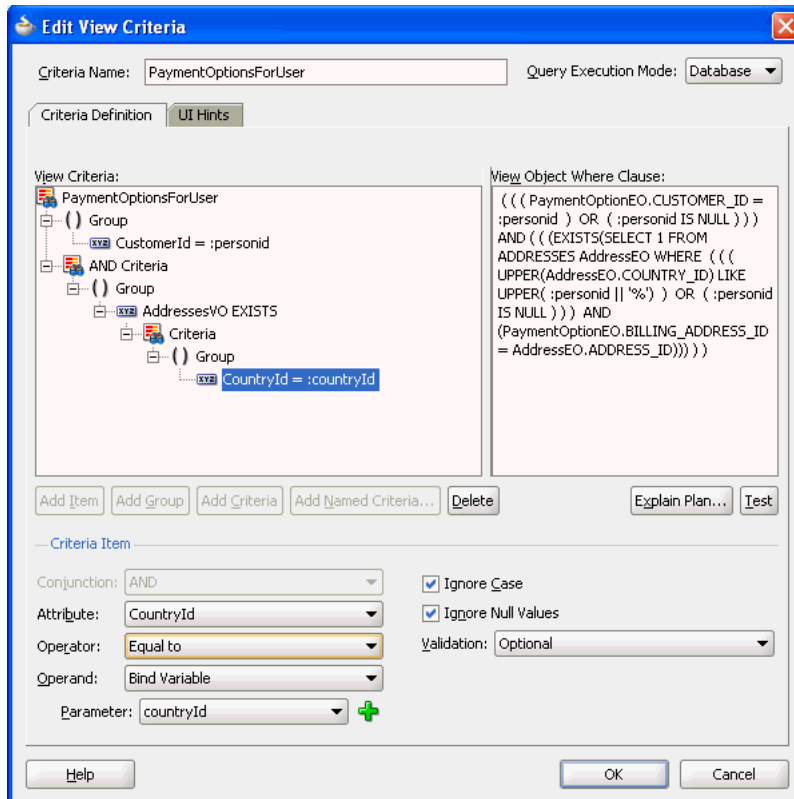 Edit View Criteria
Criteria Name: PaymentOptionsForUser
Query Execution Mode: Database
Criteria Definition
UI Hints
View Criteria:
PaymentOptionsForUser
( ) Group
CustomerId = :personid
AND Criteria
( ) Group
AddressesVO EXISTS
Criteria
( ) Group
CountryId = :countryId
View Object Where Clause:
( ( ( PaymentOptionEO.CUSTOMER_ID =
:personid ) OR ( :personid IS NULL ) ) )
AND ( ( (EXISTS(SELECT 1 FROM
ADDRESSES AddressEO WHERE ( ( (
UPPER(AddressEO.COUNTRY_ID) LIKE
UPPER( :personid || '%') ) OR ( :personid
IS NULL ) ) ) AND
(PaymentOptionEO.BILLING_ADDRESS_ID
= AddressEO.ADDRESS_ID))) ) )
Add Item Add Group Add Criteria Add Named Criteria... Delete
Explain Plan... Test
Criteria Item
Conjunction: AND
Attribute: CountryId
Operator: Equal to
Operand: Bind Variable
Parameter: countryId
Ignore Case
Ignore Null Values
Validation: Optional
Help OK Cancel